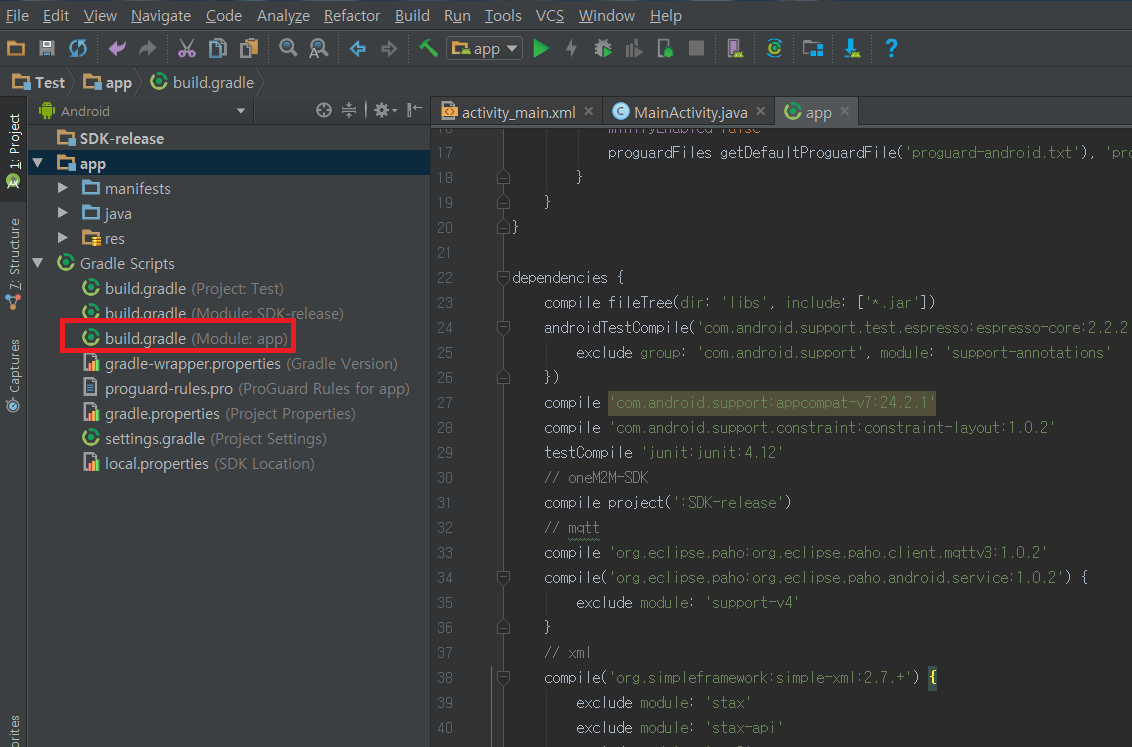 File Edit View Navigate Code Analyze Refactor Build Run Tools VCS Window Help
app
?
Test app build.gradle
1: Project
7: Structure
Captures
Android
SDK-release
app
manifests
java
res
Gradle Scripts
build.gradle (Project: Test)
build.gradle (Module: SDK-release)
build.gradle (Module: app)
gradle-wrapper.properties (Gradle Version)
proguard-rules.pro (ProGuard Rules for app)
gradle.properties (Project Properties)
settings.gradle (Project Settings)
local.properties (SDK Location)
activity_main.xml MainActivity.java app
16 minifyEnabled false
17 proguardFiles getDefaultProguardFile('proguard-android.txt'), 'pro
18 }
19 }
20 }
21
22 dependencies {
23 compile fileTree(dir: 'libs', include: ['*.jar'])
24 androidTestCompile('com.android.support.test.espresso:espresso-core:2.2.2
25 exclude group: 'com.android.support', module: 'support-annotations'
26 })
27 compile 'com.android.support:appcompat-v7:24.2.1'
28 compile 'com.android.support.constraint:constraint-layout:1.0.2'
29 testCompile 'junit:junit:4.12'
30 // oneM2M-SDK
31 compile project(':SDK-release')
32 // mqtt
33 compile 'org.eclipse.paho:org.eclipse.paho.client.mqttv3:1.0.2'
34 compile('org.eclipse.paho:org.eclipse.paho.android.service:1.0.2') {
35 exclude module: 'support-v4'
36 }
37 // xml
38 compile('org.simpleframework:simple-xml:2.7.+') {
39 exclude module: 'stax'
40 exclude module: 'stax-api'